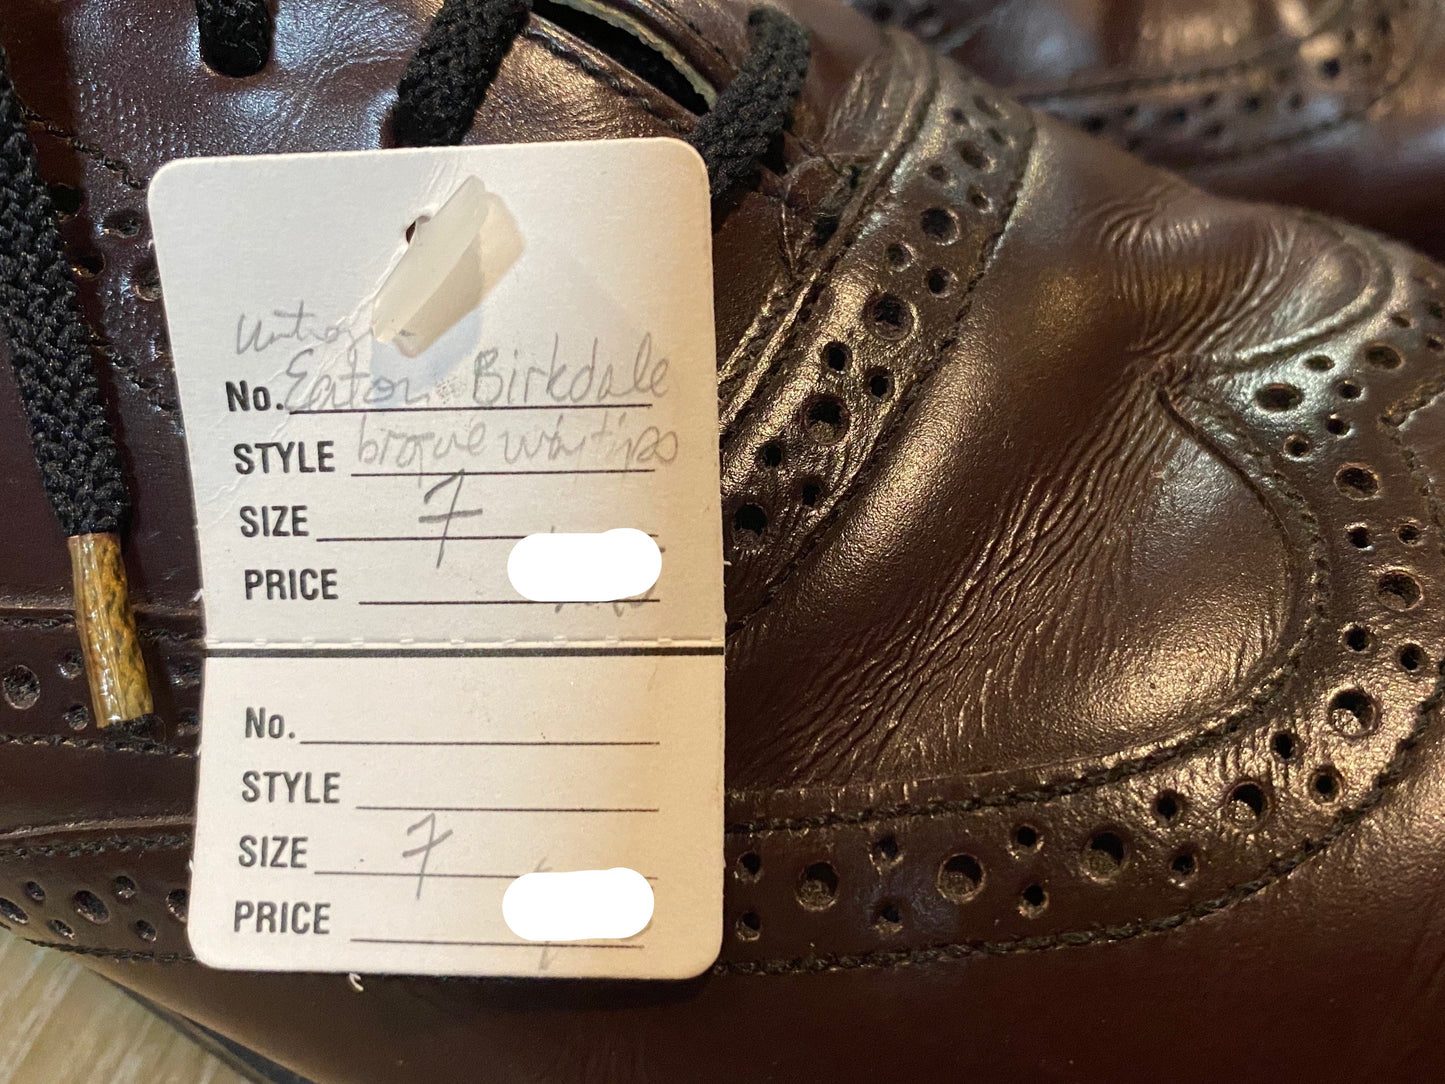 No. Eaton Birkdale
STYLE brogue wingtips
SIZE 7
PRICE
No.
STYLE
SIZE 7
PRICE